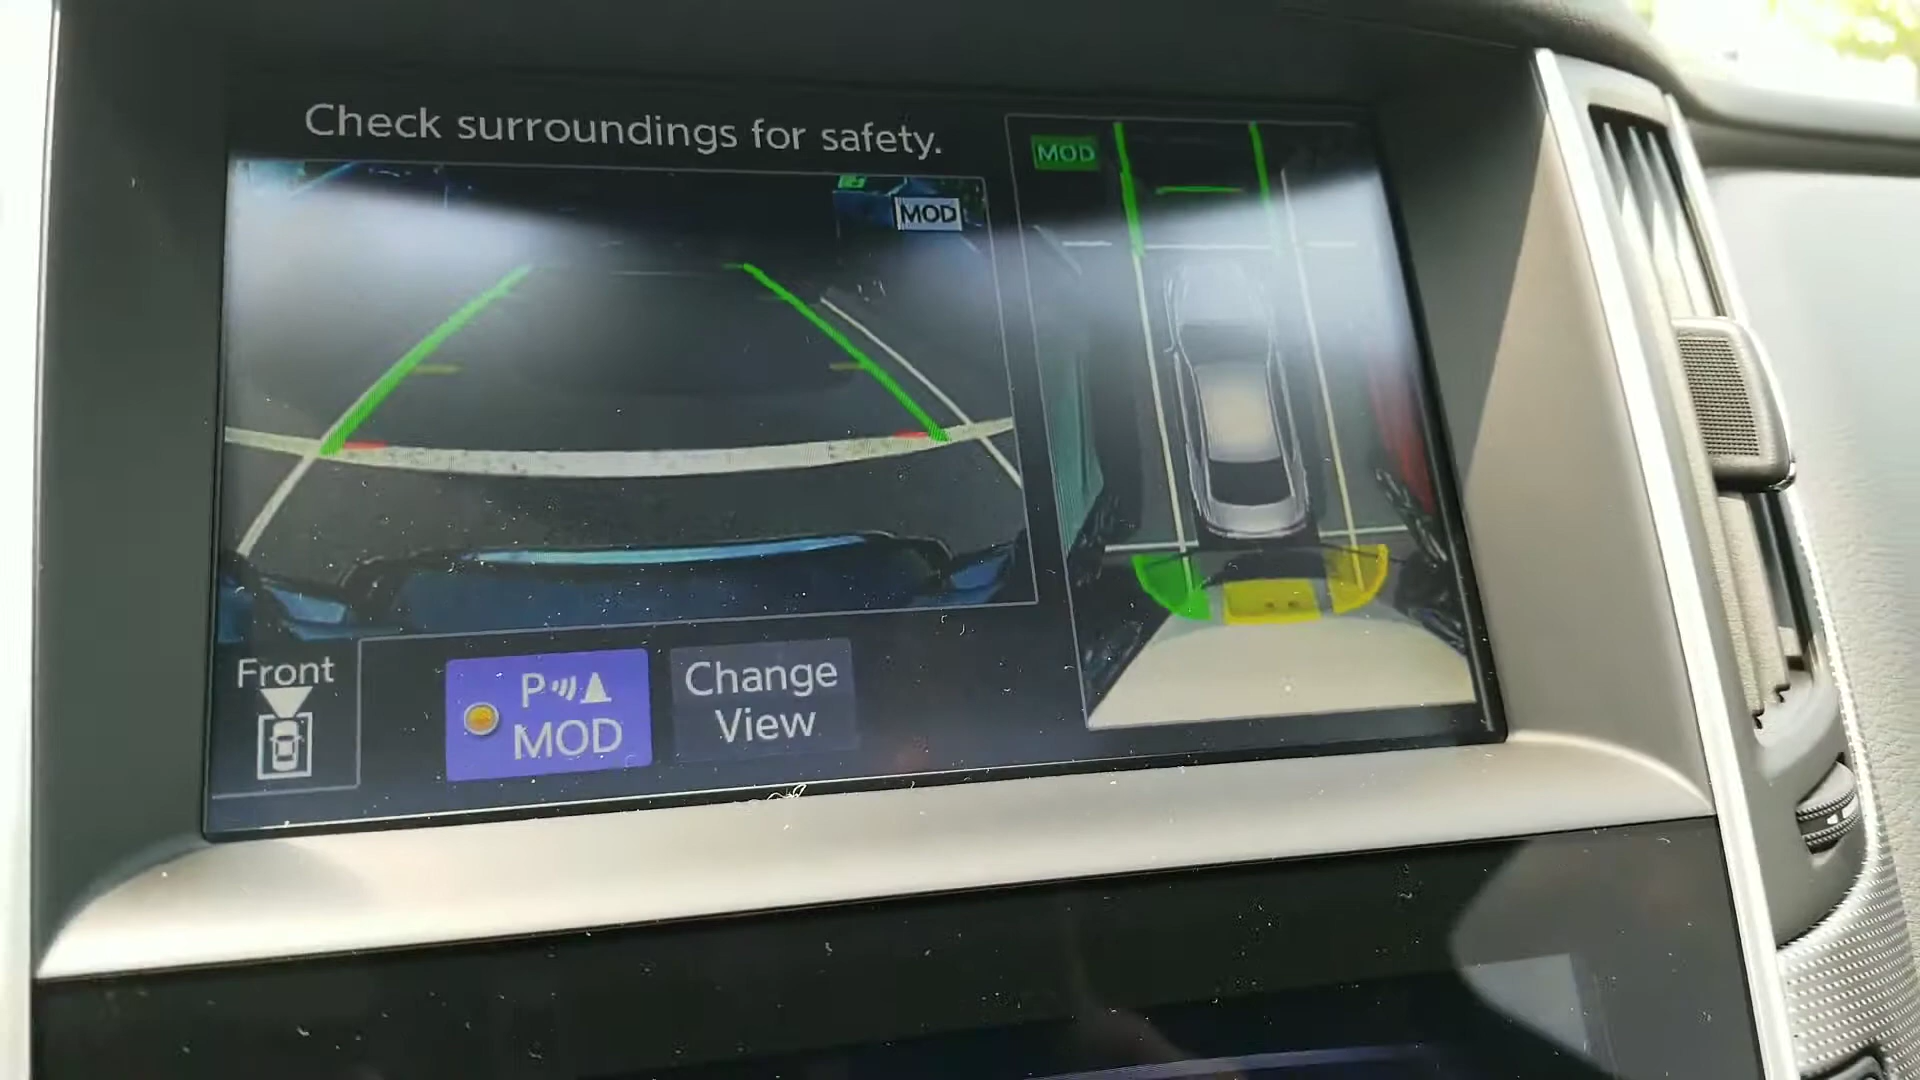 Check surroundings for safety.
MOD
MOD
Front
P
MOD
Change
View